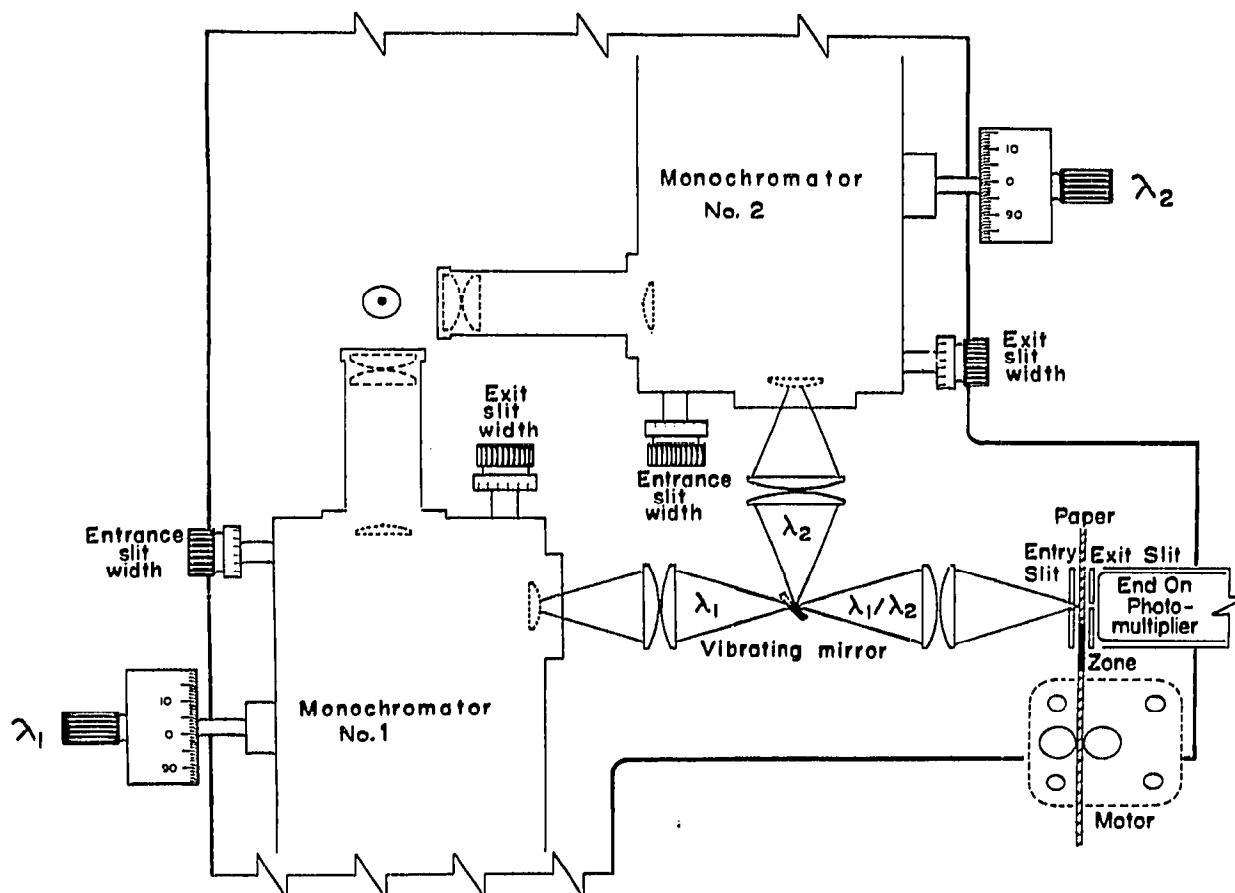 10
0
90
λ₂
Monochromator
No. 2
Exit
slit
width
Exit
slit
width
Entrance
slit
width
Entrance
slit
width
λ₂
Paper
Entry
Slit
Exit Slit
End On
Photo-
multiplier
λ₁
λ₁/λ₂
Vibrating mirror
Zone
λ₁
10
0
90
Monochromator
No. 1
Motor